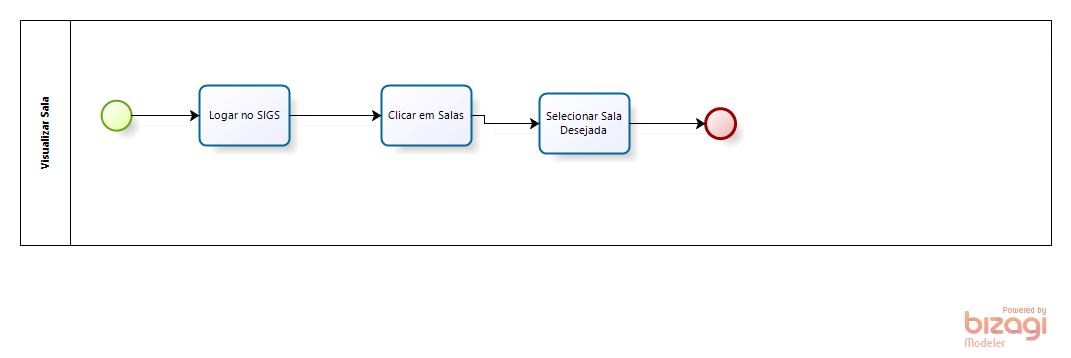 Visualizar Sala
Logar no SIGS
Clicar em Salas
Selecionar Sala
Desejada
Powered by
bizagi
Modeler